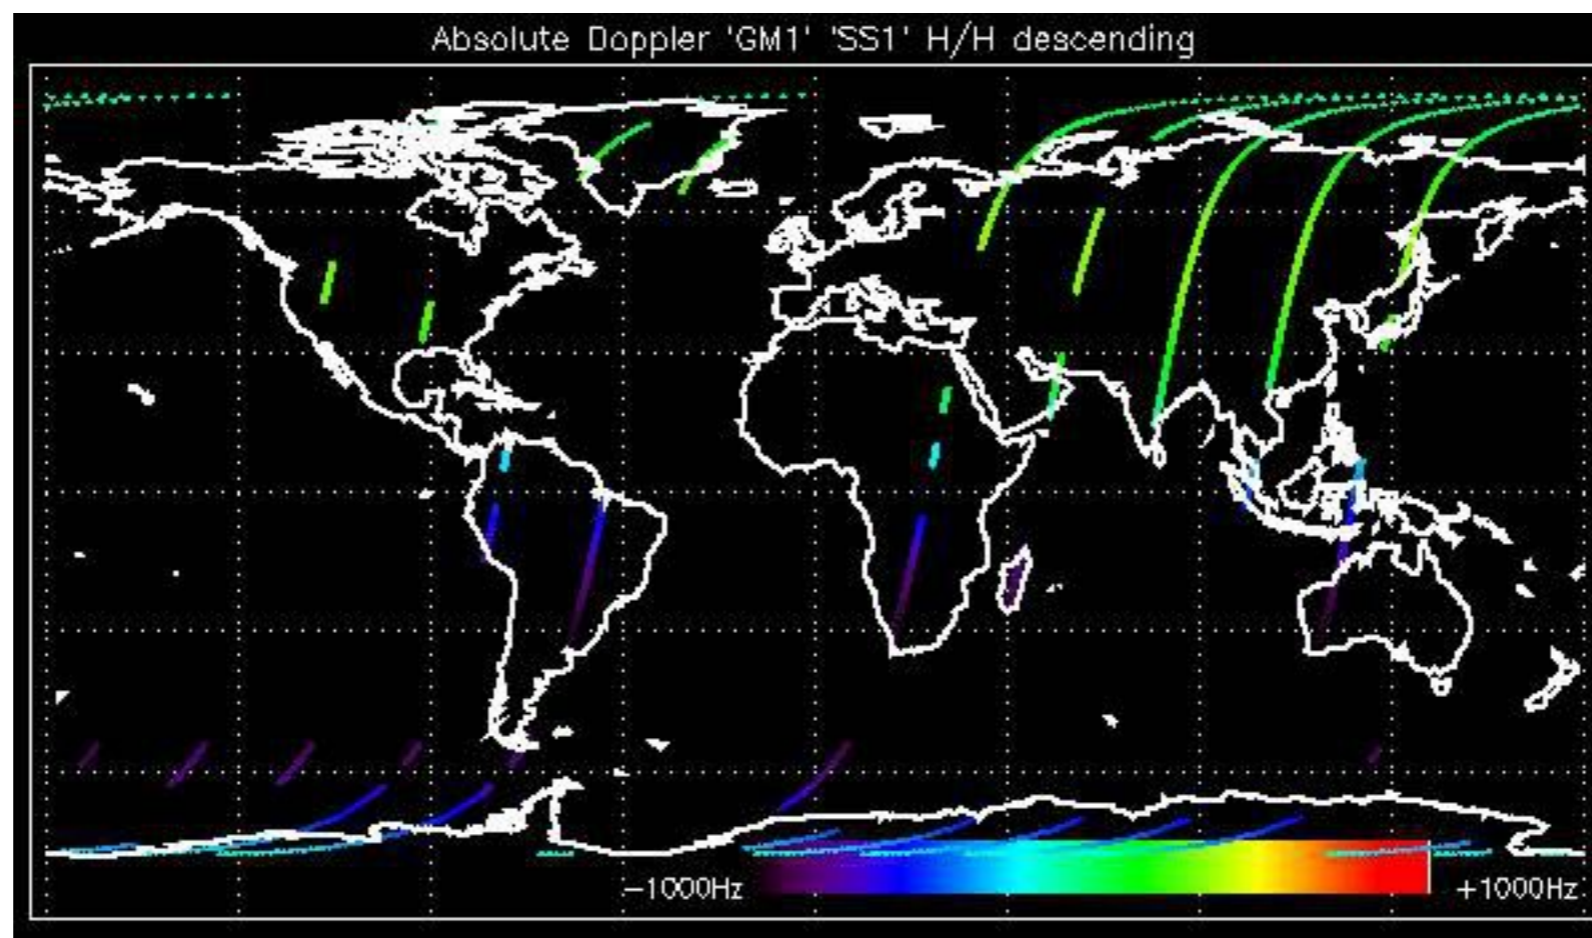 Absolute Doppler 'GM1' 'SS1' H/H descending
-1000Hz +1000Hz